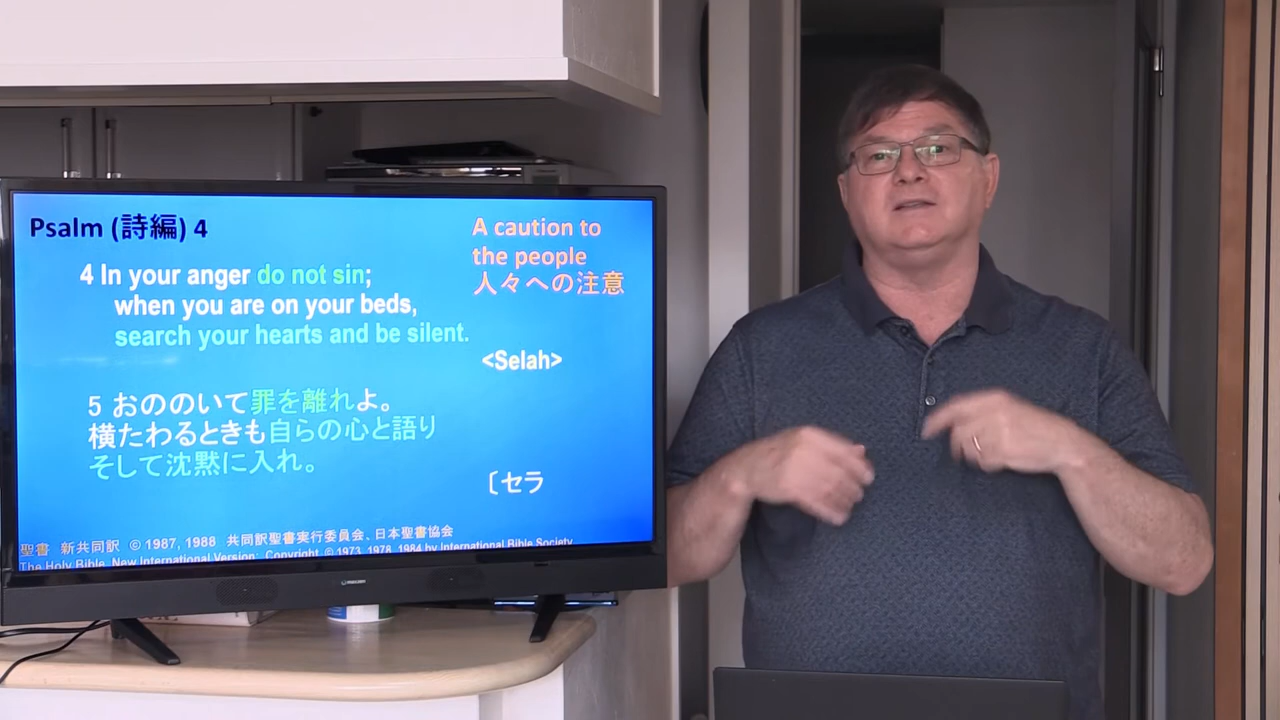 Psalm (詩編) 4
A caution to
the people
人々への注意
4 In your anger do not sin;
when you are on your beds,
search your hearts and be silent.
<Selah>
5 おののいて罪を離れよ。
横たわるときも自らの心と語り
そして沈黙に入れ。
〔セラ
聖書 新共同訳 © 1987, 1988 共同訳聖書実行委員会、日本聖書協会
The Holy Bible, New International Version: Copyright © 1973, 1978, 1984 by International Bible Society